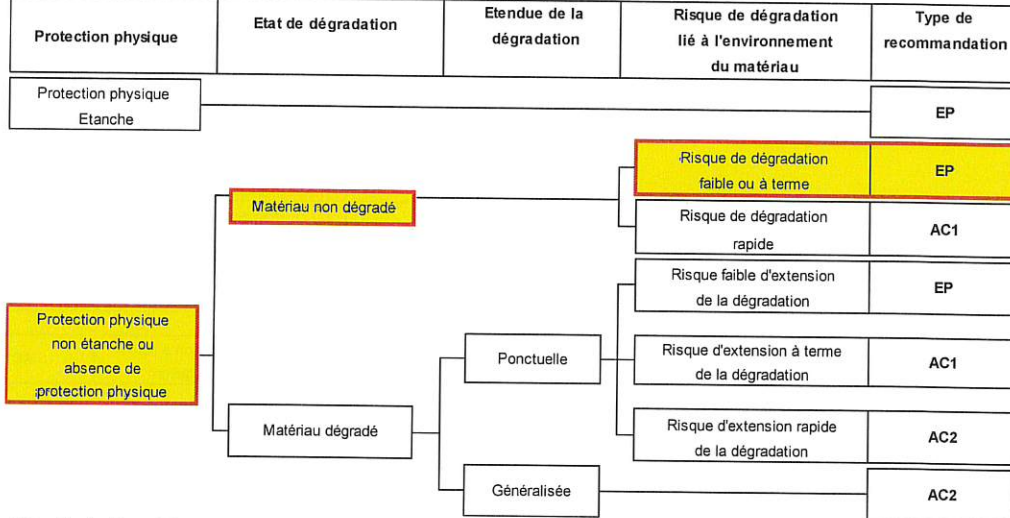 Protection physique
Etat de dégradation
Etendue de la
dégradation
Risque de dégradation
lié à l'environnement
du matériau
Type de
recommandation
Protection physique
Etanche
EP
Risque de dégradation
faible ou à terme
EP
Matériau non dégradé
Risque de dégradation
rapide
AC1
Risque faible d'extension
de la dégradation
EP
Protection physique
non étanche ou
absence de
protection physique
Ponctuelle
Risque d'extension à terme
de la dégradation
AC1
Matériau dégradé
Risque d'extension rapide
de la dégradation
AC2
Généralisée
AC2